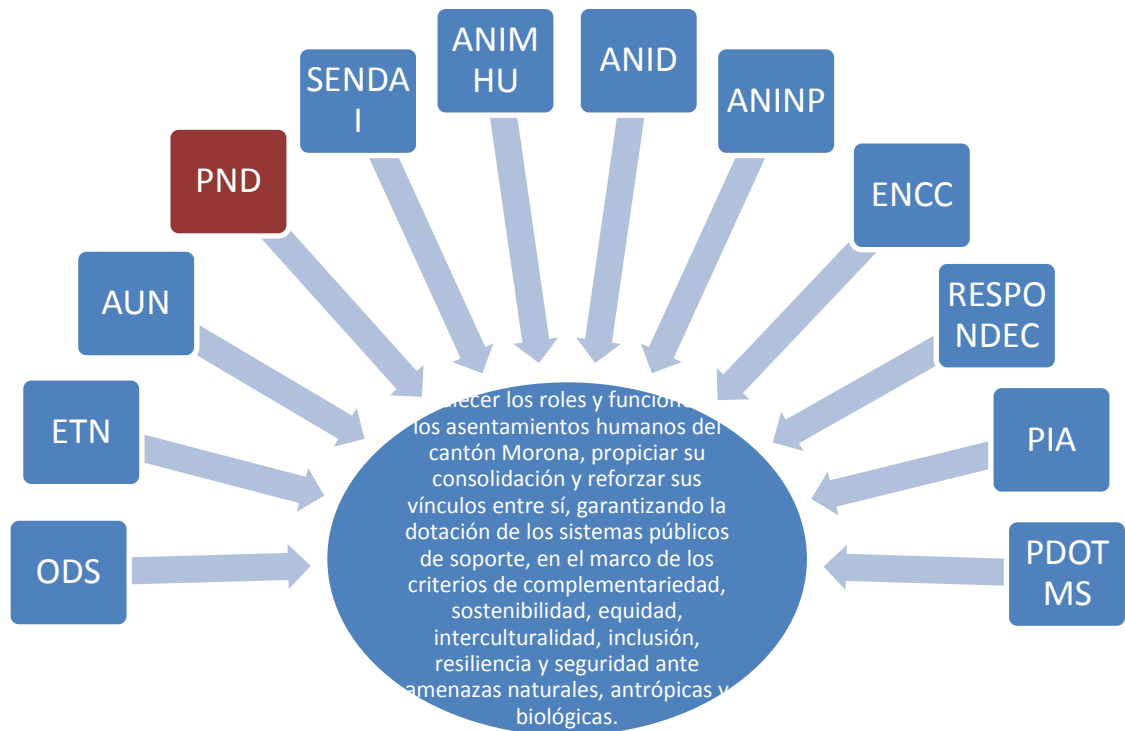 ODS
ETN
AUN
PND
SENDA
I
ANIM
HU
ANID
ANINP
ENCC
RESPO
NDEC
PIA
PDOT
MS
los roles y
los asentamientos humanos del
cantón Morona, propiciar su
consolidación y reforzar sus
vínculos entre sí, garantizando la
dotación de los sistemas públicos
de soporte, en el marco de los
criterios de complementariedad,
sostenibilidad, equidad,
interculturalidad, inclusión,
resiliencia y seguridad ante
amenazas naturales, antrópicas y
biológicas.